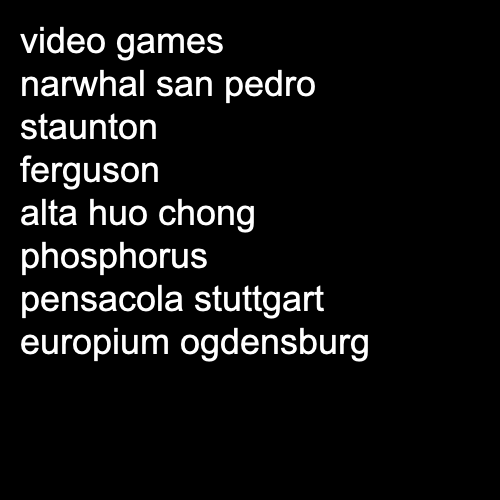 video games
narwhal san pedro
staunton
ferguson
alta huo chong
phosphorus
pensacola stuttgart
europium ogdensburg